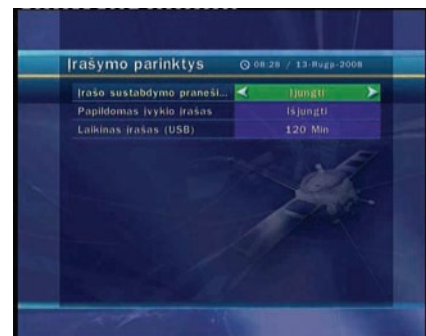 Įrašymo parinktys 08:28 / 13-Rugp-2008
Įrašo sustabdymo praneši... Įjungti
Papildomas įvykio įrašas Išjungti
Laikinas įrašas (USB) 120 Min